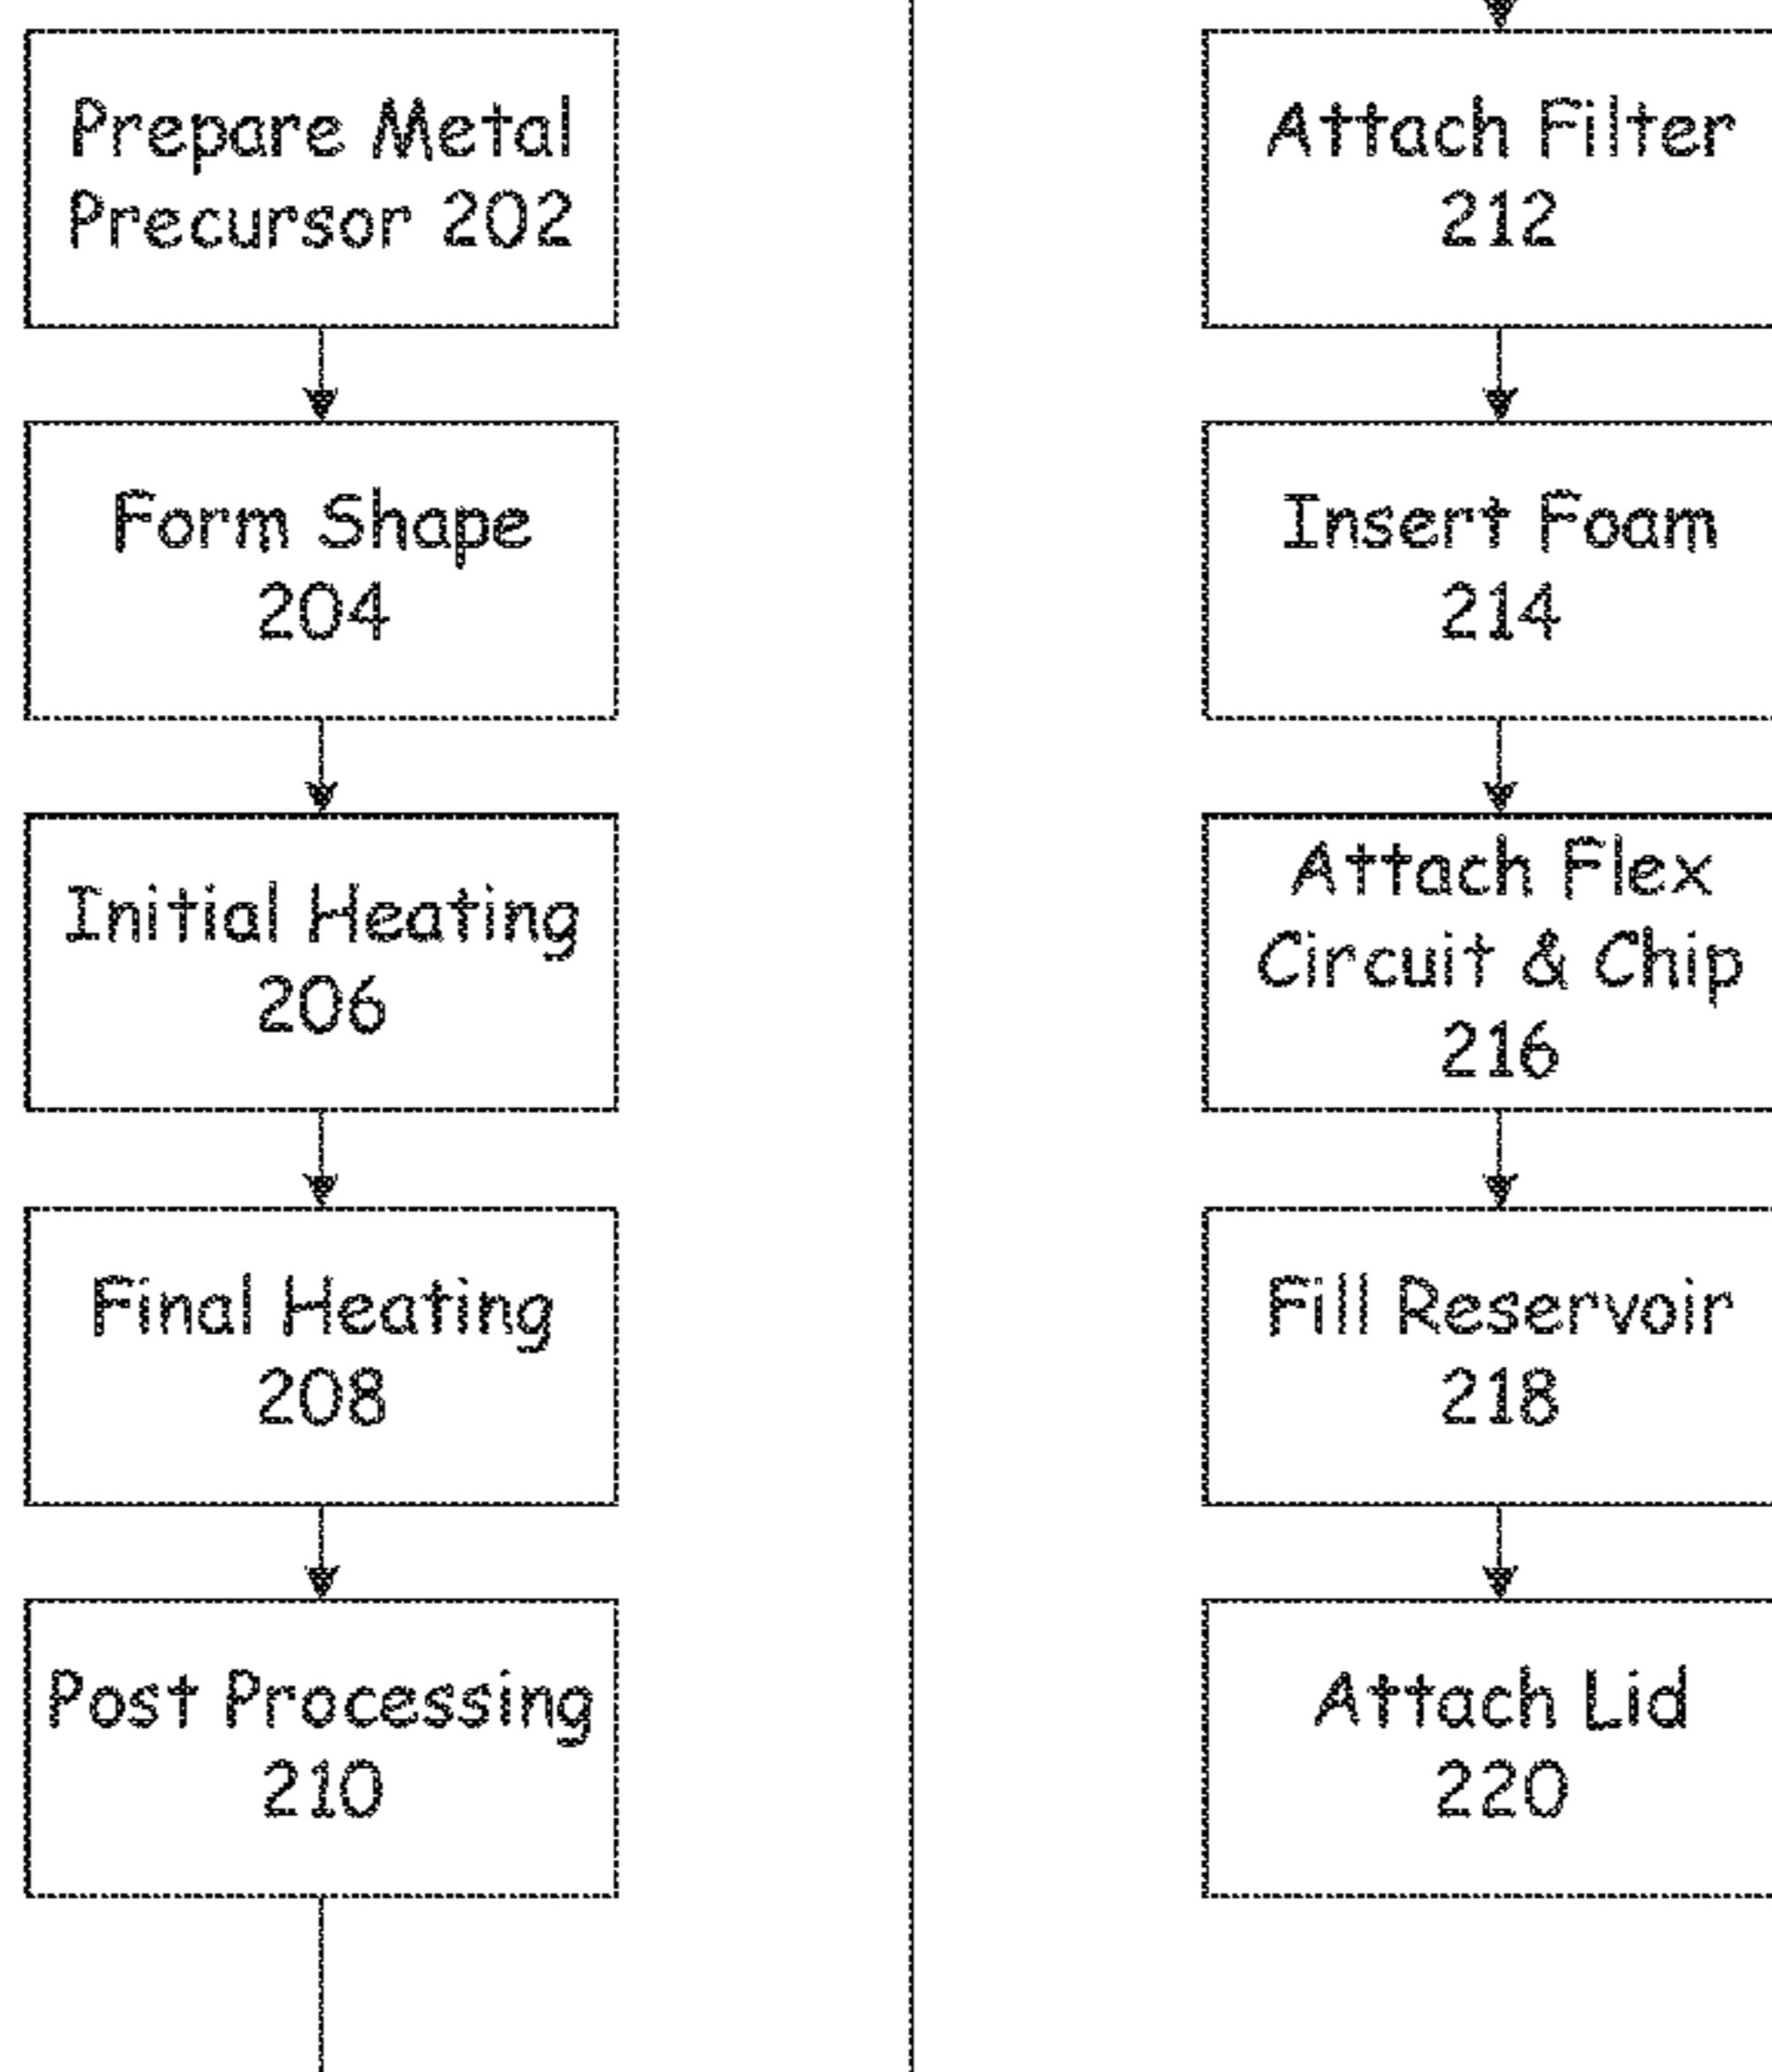 Prepare Metal
Precursor 202
Form Shape
204
Initial Heating
206
Final Heating
208
Post Processing
210
Attach Filter
212
Insert Foam
214
Attach Flex
Circuit & Chip
216
Fill Reservoir
218
Attach Lid
220